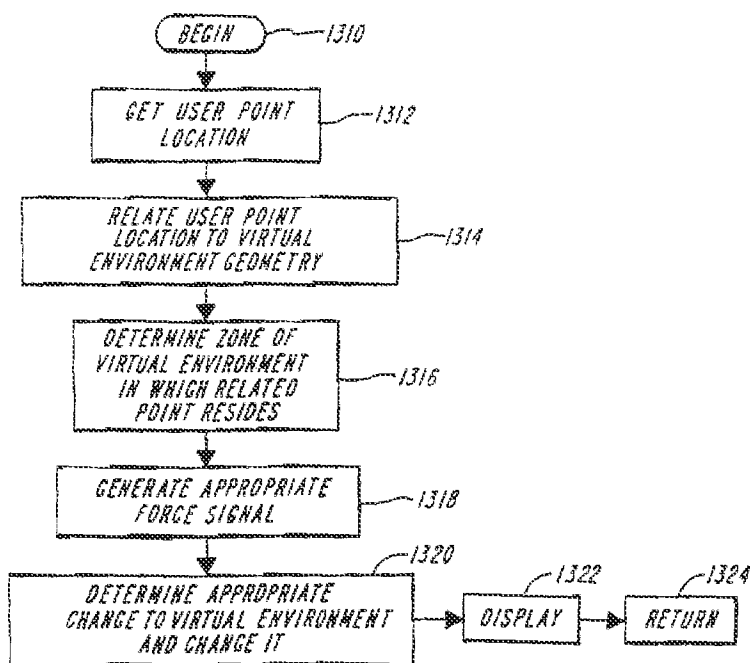 BEGIN
1310
GET USER POINT
LOCATION
1312
RELATE USER POINT
LOCATION TO VIRTUAL
ENVIRONMENT GEOMETRY
1314
DETERMINE ZONE OF
VIRTUAL ENVIRONMENT
IN WHICH RELATED
POINT RESIDES
1316
GENERATE APPROPRIATE
FORCE SIGNAL
1318
1320
DETERMINE APPROPRIATE
CHANGE TO VIRTUAL ENVIRONMENT
AND CHANGE IT
1322
DISPLAY
1324
RETURN